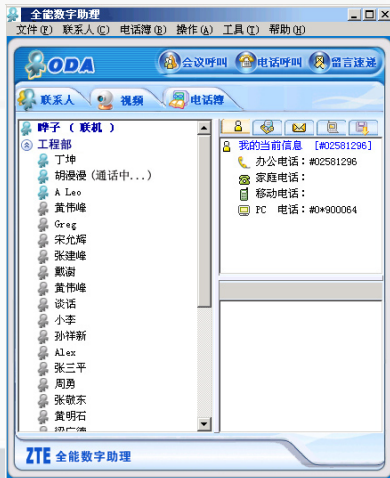 全能数字助理
文件(F) 联系人(C) 电话簿(B) 操作(A) 工具(T) 帮助(H)
ODA
会议呼叫 电话呼叫 留言速递
联系人 视频 电话簿
哗子 (联机)
工程部
丁坤
胡漫漫(通话中...)
A Leo
黄伟峰
Greg
宋允辉
张建峰
戴谢
黄伟峰
谈话
小李
孙祥新
Alex
张三平
周勇
张敬东
黄明石
梁广德
我的当前信息 [#02581296]
办公电话:#02581296
家庭电话:
移动电话:
PC 电话:#0*900064
ZTE 全能数字助理